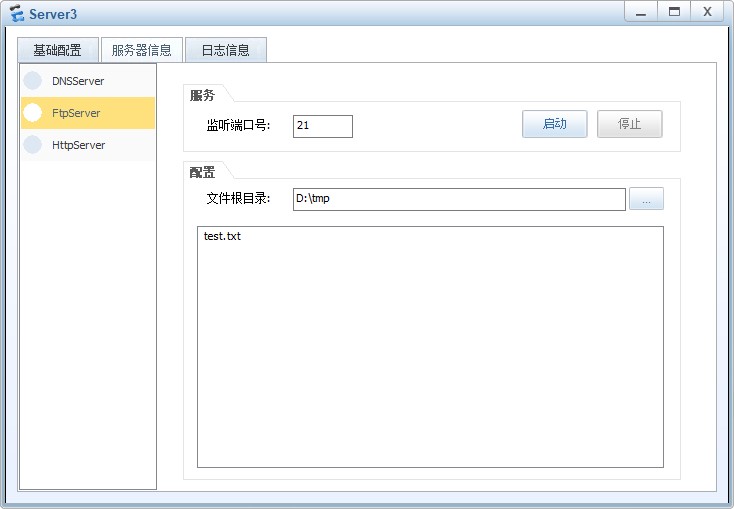 Server3
基础配置 服务器信息 日志信息
DNSServer
FtpServer
HttpServer
服务
监听端口号: 21 启动 停止
配置
文件根目录: D:\tmp ...
test.txt